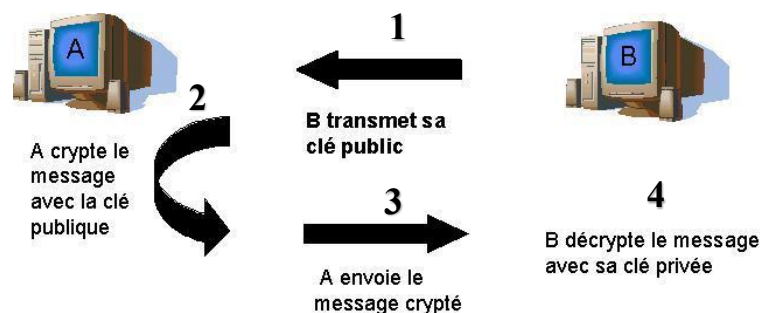 A
B
1
B transmet sa
clé public
2
A crypte le
message
avec la clé
publique
3
A envoie le
message crypté
4
B décrypte le message
avec sa clé privée